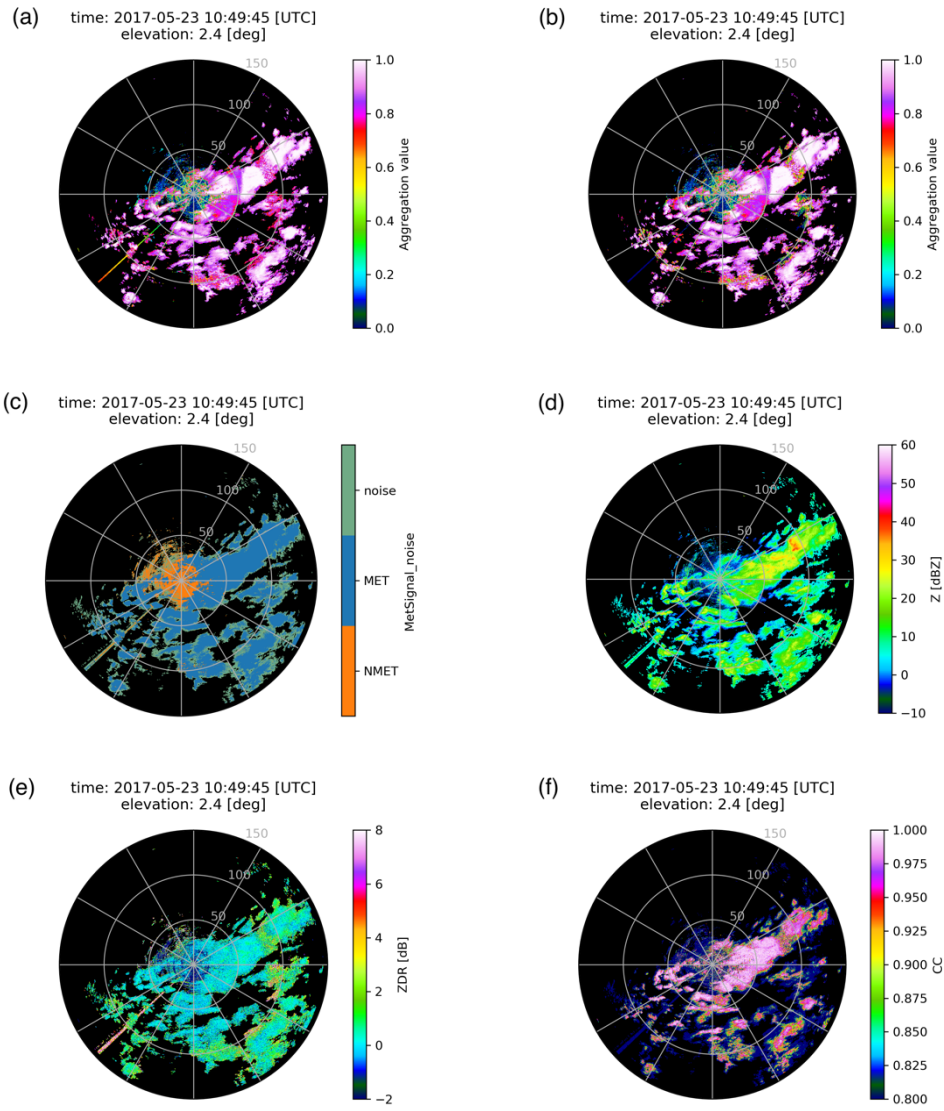 (a)
time: 2017-05-23 10:49:45 [UTC]
elevation: 2.4 [deg]
150
100
50
1.0
0.8
0.6
0.4
0.2
0.0
Aggregation value
(b)
time: 2017-05-23 10:49:45 [UTC]
elevation: 2.4 [deg]
150
100
50
1.0
0.8
0.6
0.4
0.2
0.0
Aggregation value
(c)
time: 2017-05-23 10:49:45 [UTC]
elevation: 2.4 [deg]
150
100
50
noise
MET
NMET
MetSignal_noise
(d)
time: 2017-05-23 10:49:45 [UTC]
elevation: 2.4 [deg]
150
100
50
60
50
40
30
20
10
0
−10
Z [dBZ]
(e)
time: 2017-05-23 10:49:45 [UTC]
elevation: 2.4 [deg]
150
100
50
8
6
4
2
0
−2
ZDR [dB]
(f)
time: 2017-05-23 10:49:45 [UTC]
elevation: 2.4 [deg]
150
100
50
1.000
0.975
0.950
0.925
0.900
0.875
0.850
0.825
0.800
CC